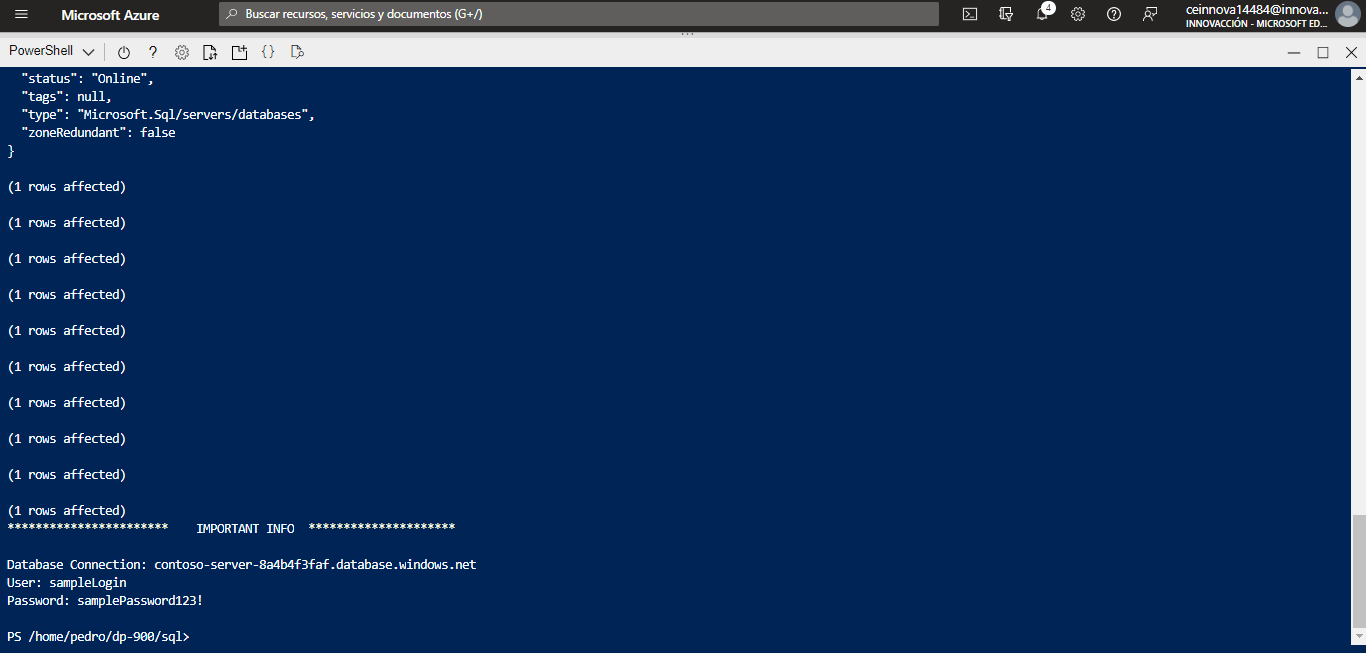 Microsoft Azure
Buscar recursos, servicios y documentos (G+/)
4
ceinnova14484@innova...
INNOVACCIÓN - MICROSOFT ED...
PowerShell
"status": "Online",
"tags": null,
"type": "Microsoft.Sql/servers/databases",
"zoneRedundant": false
}
(1 rows affected)
(1 rows affected)
(1 rows affected)
(1 rows affected)
(1 rows affected)
(1 rows affected)
(1 rows affected)
(1 rows affected)
(1 rows affected)
(1 rows affected)
*********************** IMPORTANT INFO *********************
Database Connection: contoso-server-8a4b4f3faf.database.windows.net
User: sampleLogin
Password: samplePassword123!
PS /home/pedro/dp-900/sql>